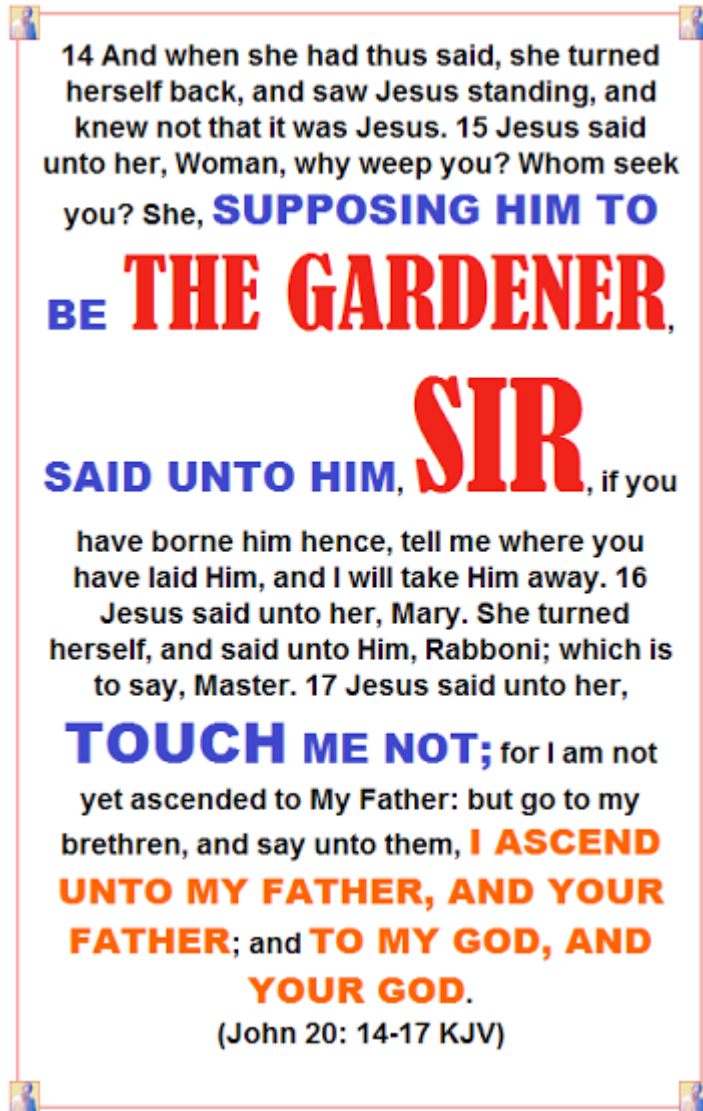 14 And when she had thus said, she turned
herself back, and saw Jesus standing, and
knew not that it was Jesus. 15 Jesus said
unto her, Woman, why weep you? Whom seek
you? She, SUPPOSING HIM TO
BE THE GARDENER,
SAID UNTO HIM, SIR, if you
have borne him hence, tell me where you
have laid Him, and I will take Him away. 16
Jesus said unto her, Mary. She turned
herself, and said unto Him, Rabboni; which is
to say, Master. 17 Jesus said unto her,
TOUCH ME NOT; for I am not
yet ascended to My Father: but go to my
brethren, and say unto them, I ASCEND
UNTO MY FATHER, AND YOUR
FATHER; and TO MY GOD, AND
YOUR GOD.
(John 20: 14-17 KJV)